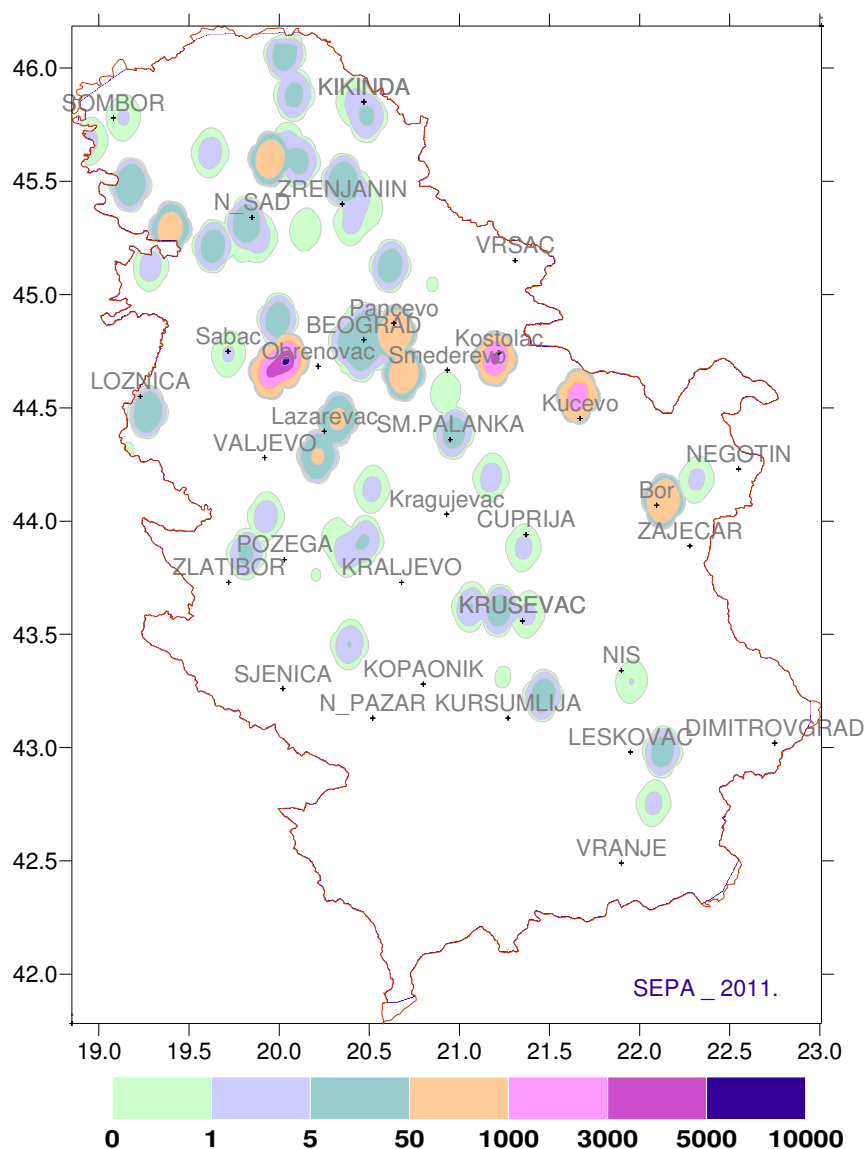 46.0
KIKINDA
SOMBOR
45.5
ZRENJANIN
N_SAD
VRSAC
45.0
Pancevo
BEOGRAD
Sabac
Kostolac
Obrenovac
Smederevo
LOZNICA
44.5
Kucevo
Lazarevac
SM.PALANKA
VALJEVO
NEGOTIN
Bor
Kragujevac
44.0
CUPRIJA
ZAJECAR
POZEGA
ZLATIBOR
KRALJEVO
KRUSEVAC
43.5
NIS
KOPAONIK
SJENICA
N_PAZAR
KURSUMLIJA
DIMITROVGRAD
LESKOVAC
43.0
VRANJE
42.5
42.0
SEPA _ 2011.
19.0 19.5 20.0 20.5 21.0 21.5 22.0 22.5 23.0
0 1 5 50 1000 3000 5000 10000